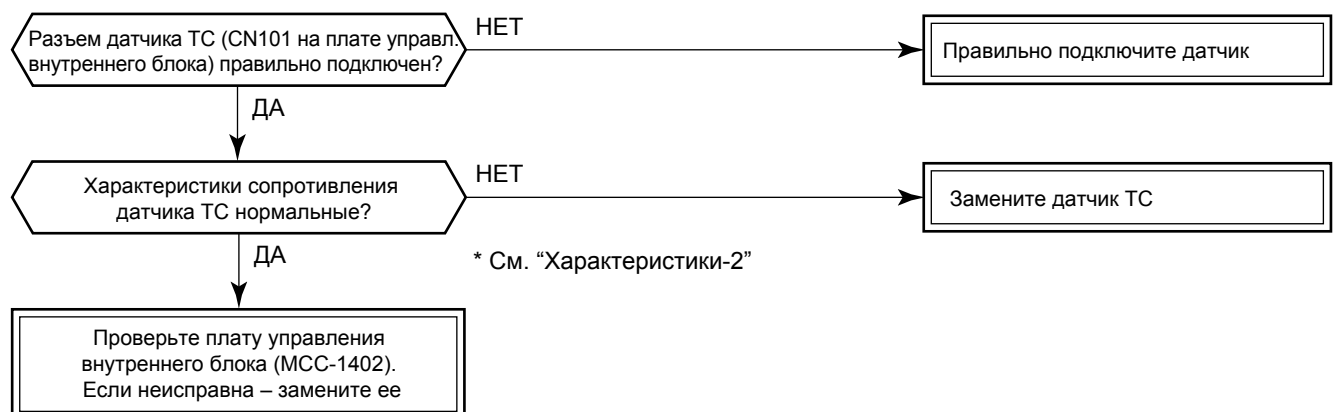 Разъем датчика TC (CN101 на плате управл.
внутреннего блока) правильно подключен?
НЕТ
Правильно подключите датчик
ДА
Характеристики сопротивления
датчика TC нормальные?
НЕТ
Замените датчик TC
ДА
* См. “Характеристики-2”
Проверьте плату управления
внутреннего блока (MCC-1402).
Если неисправна – замените ее